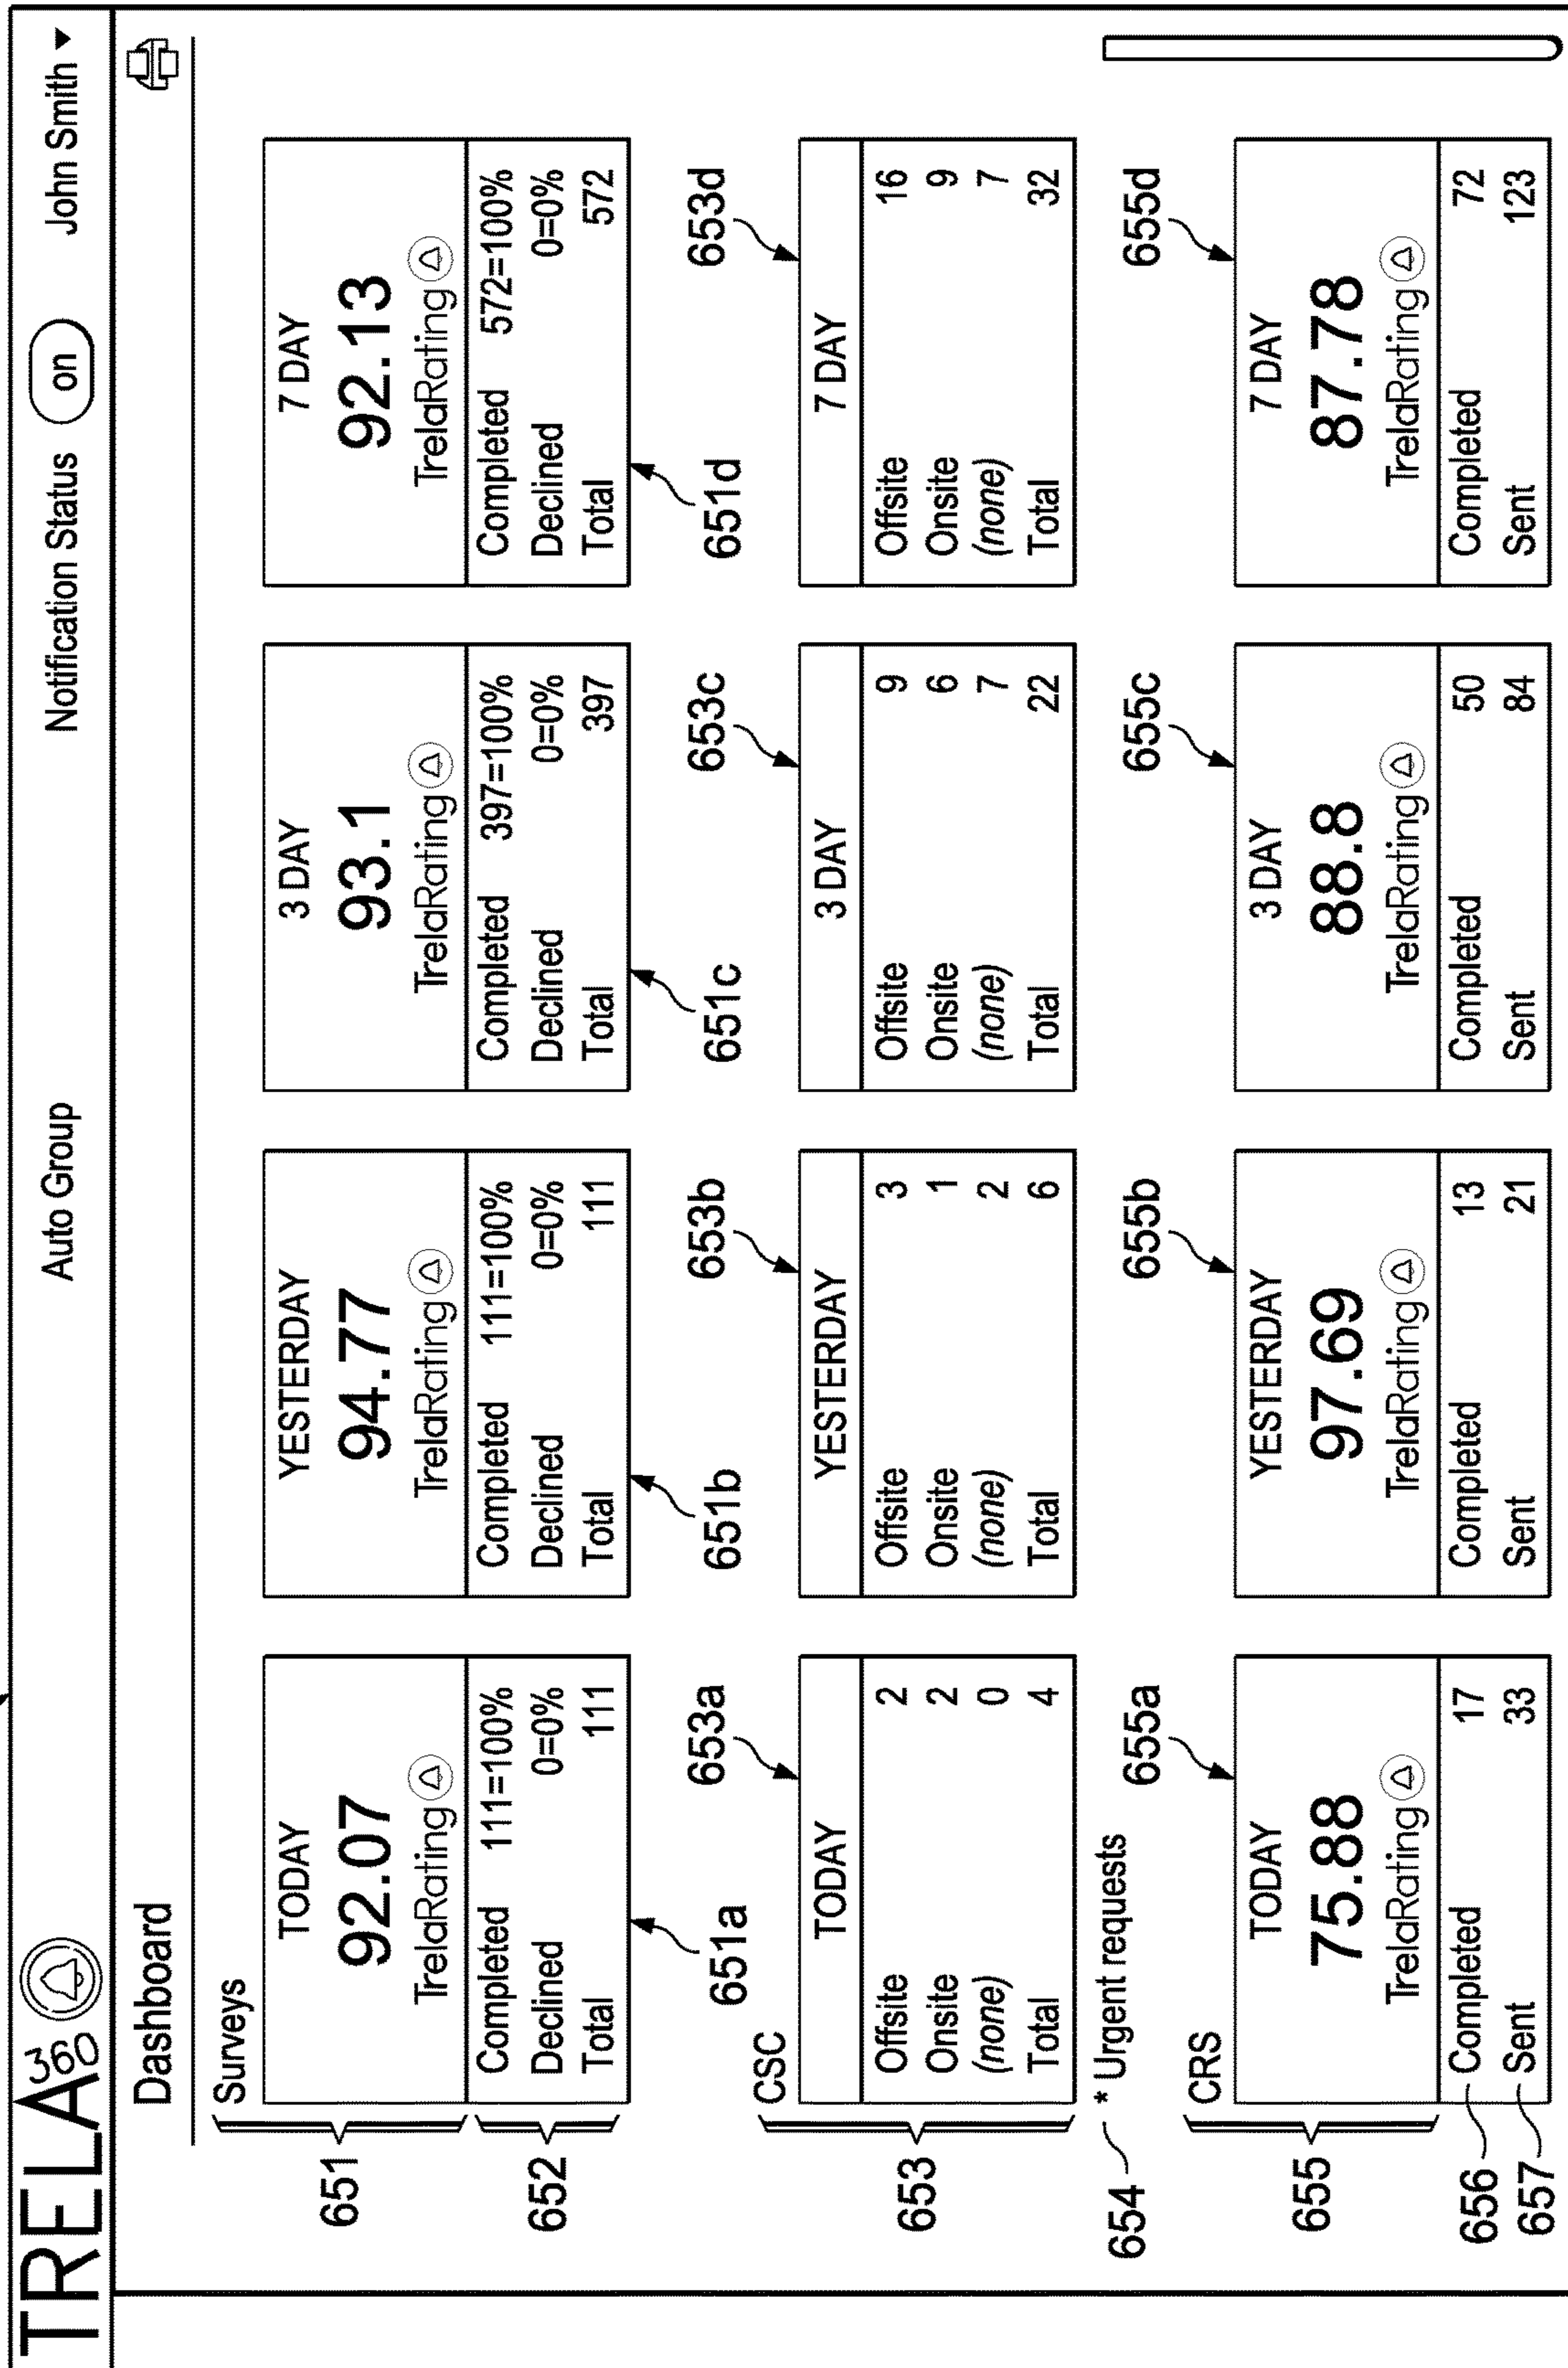 TRELA 360 Auto Group Notification Status on John Smith ▼
Dashboard
Surveys
651
TODAY
92.07
TrelaRating
652
Completed 111=100%
Declined 0=0%
Total 111
651a
YESTERDAY
94.77
TrelaRating
Completed 111=100%
Declined 0=0%
Total 111
651b
3 DAY
93.1
TrelaRating
Completed 397=100%
Declined 0=0%
Total 397
651c
7 DAY
92.13
TrelaRating
Completed 572=100%
Declined 0=0%
Total 572
651d
CSC
653
653a
TODAY
Offsite 2
Onsite 2
(none) 0
Total 4
653b
YESTERDAY
Offsite 3
Onsite 1
(none) 2
Total 6
653c
3 DAY
Offsite 9
Onsite 6
(none) 7
Total 22
653d
7 DAY
Offsite 16
Onsite 9
(none) 7
Total 32
654 * Urgent requests
CRS
655
655a
TODAY
75.88
TrelaRating
656 Completed 17
657 Sent 33
655b
YESTERDAY
97.69
TrelaRating
Completed 13
Sent 21
655c
3 DAY
88.8
TrelaRating
Completed 50
Sent 84
655d
7 DAY
87.78
TrelaRating
Completed 72
Sent 123